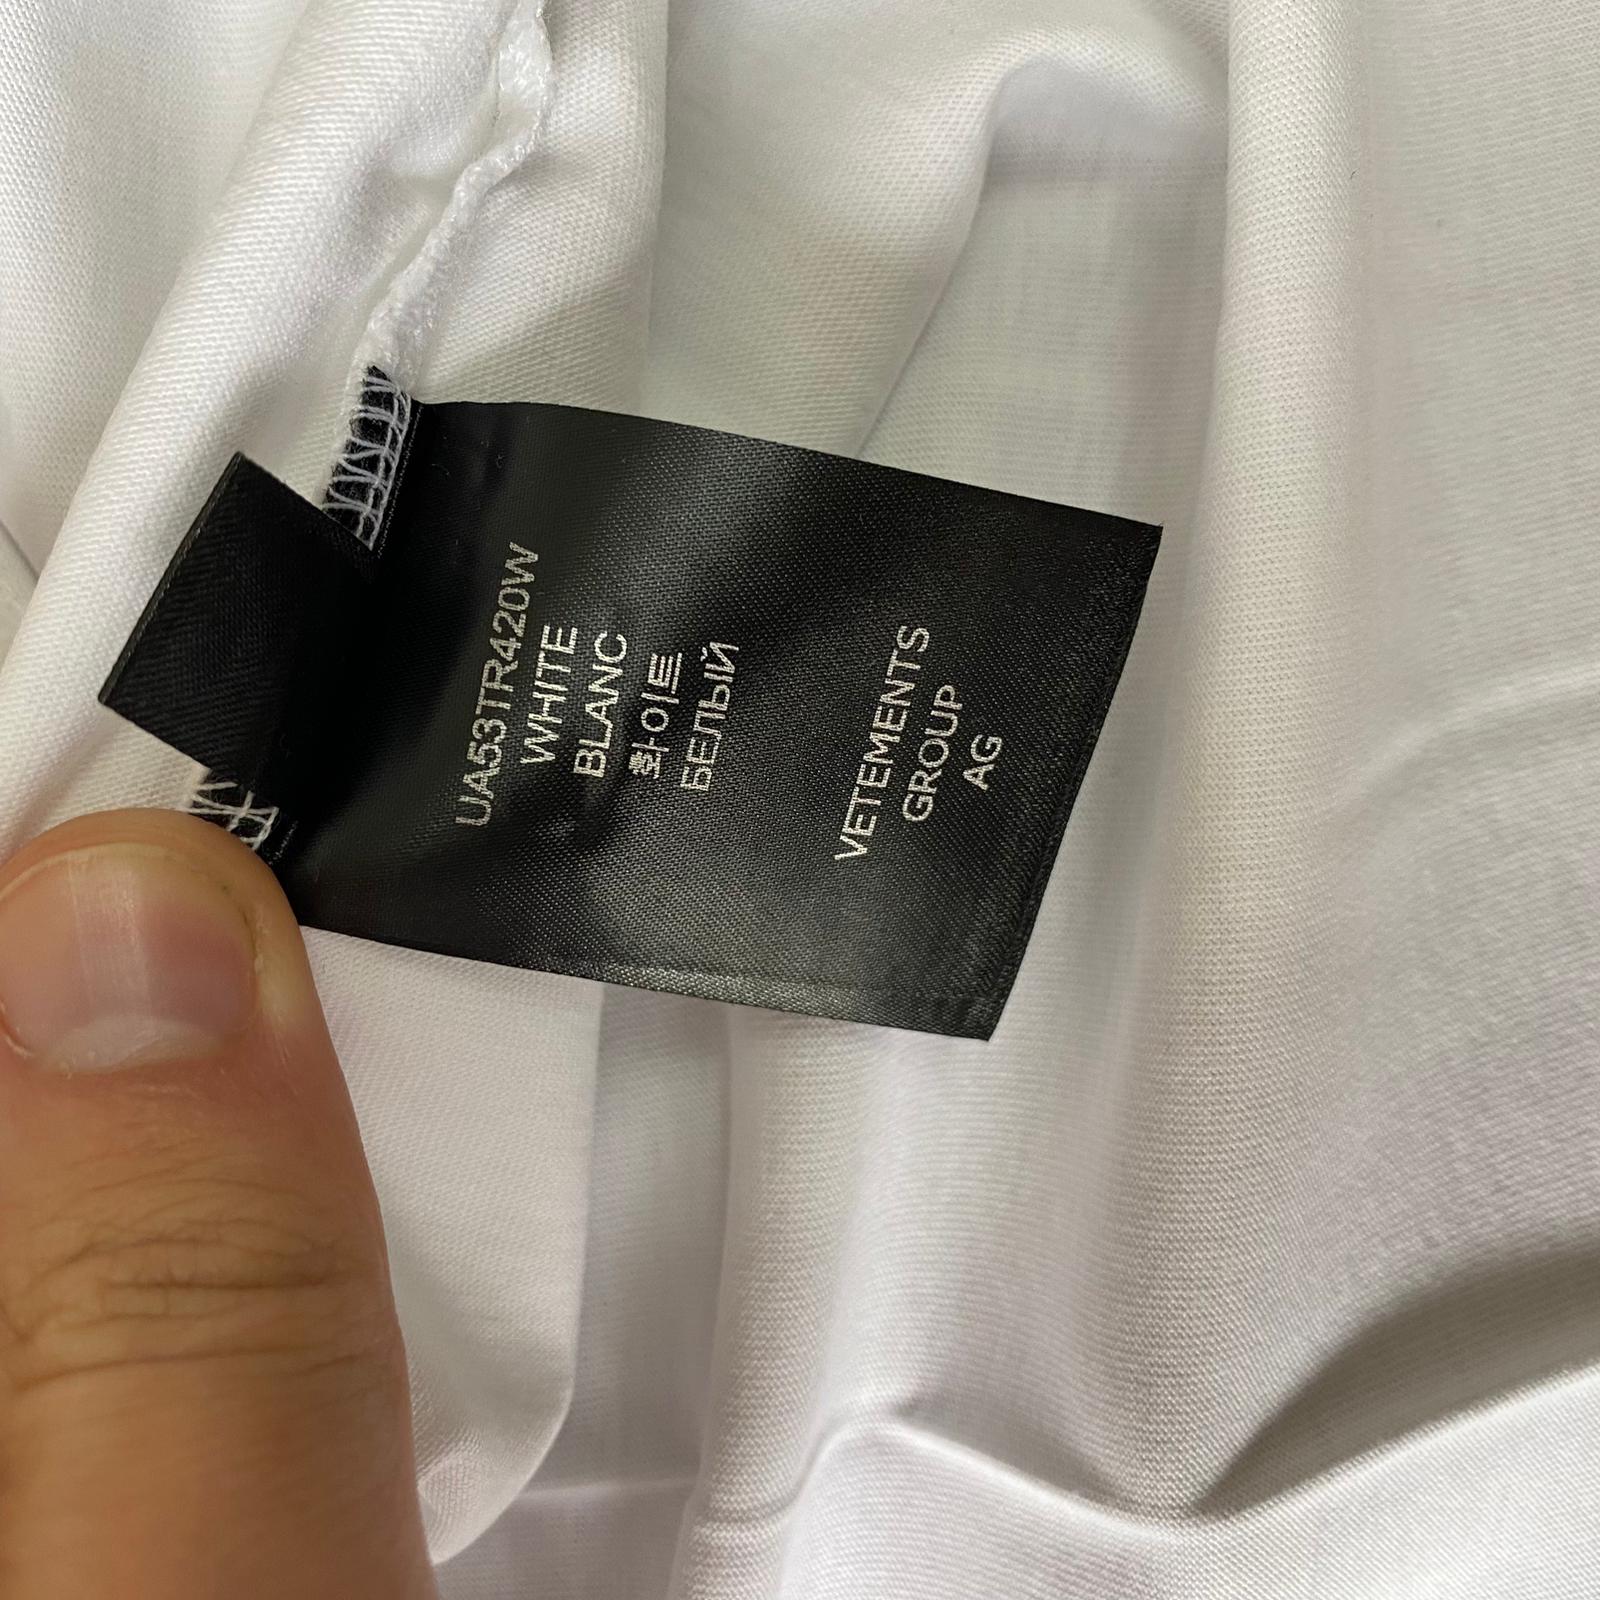 UA53TR420W
WHITE
BLANC
화이트
БЕЛЫЙ
VETEMENTS
GROUP
AG